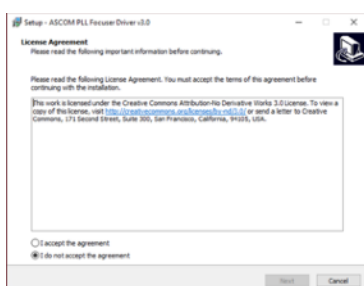 Setup - ASCOM PLL Focuser Driver v3.0
License Agreement
Please read the following important information before continuing.
Please read the following License Agreement. You must accept the terms of this agreement before
continuing with the installation.
This work is licensed under the Creative Commons Attribution-No Derivative Works 3.0 License. To view a
copy of this license, visit http://creativecommons.org/licenses/by-nd/3.0/ or send a letter to Creative
Commons, 171 Second Street, Suite 300, San Francisco, California, 94105, USA.
I accept the agreement
I do not accept the agreement
Next
Cancel